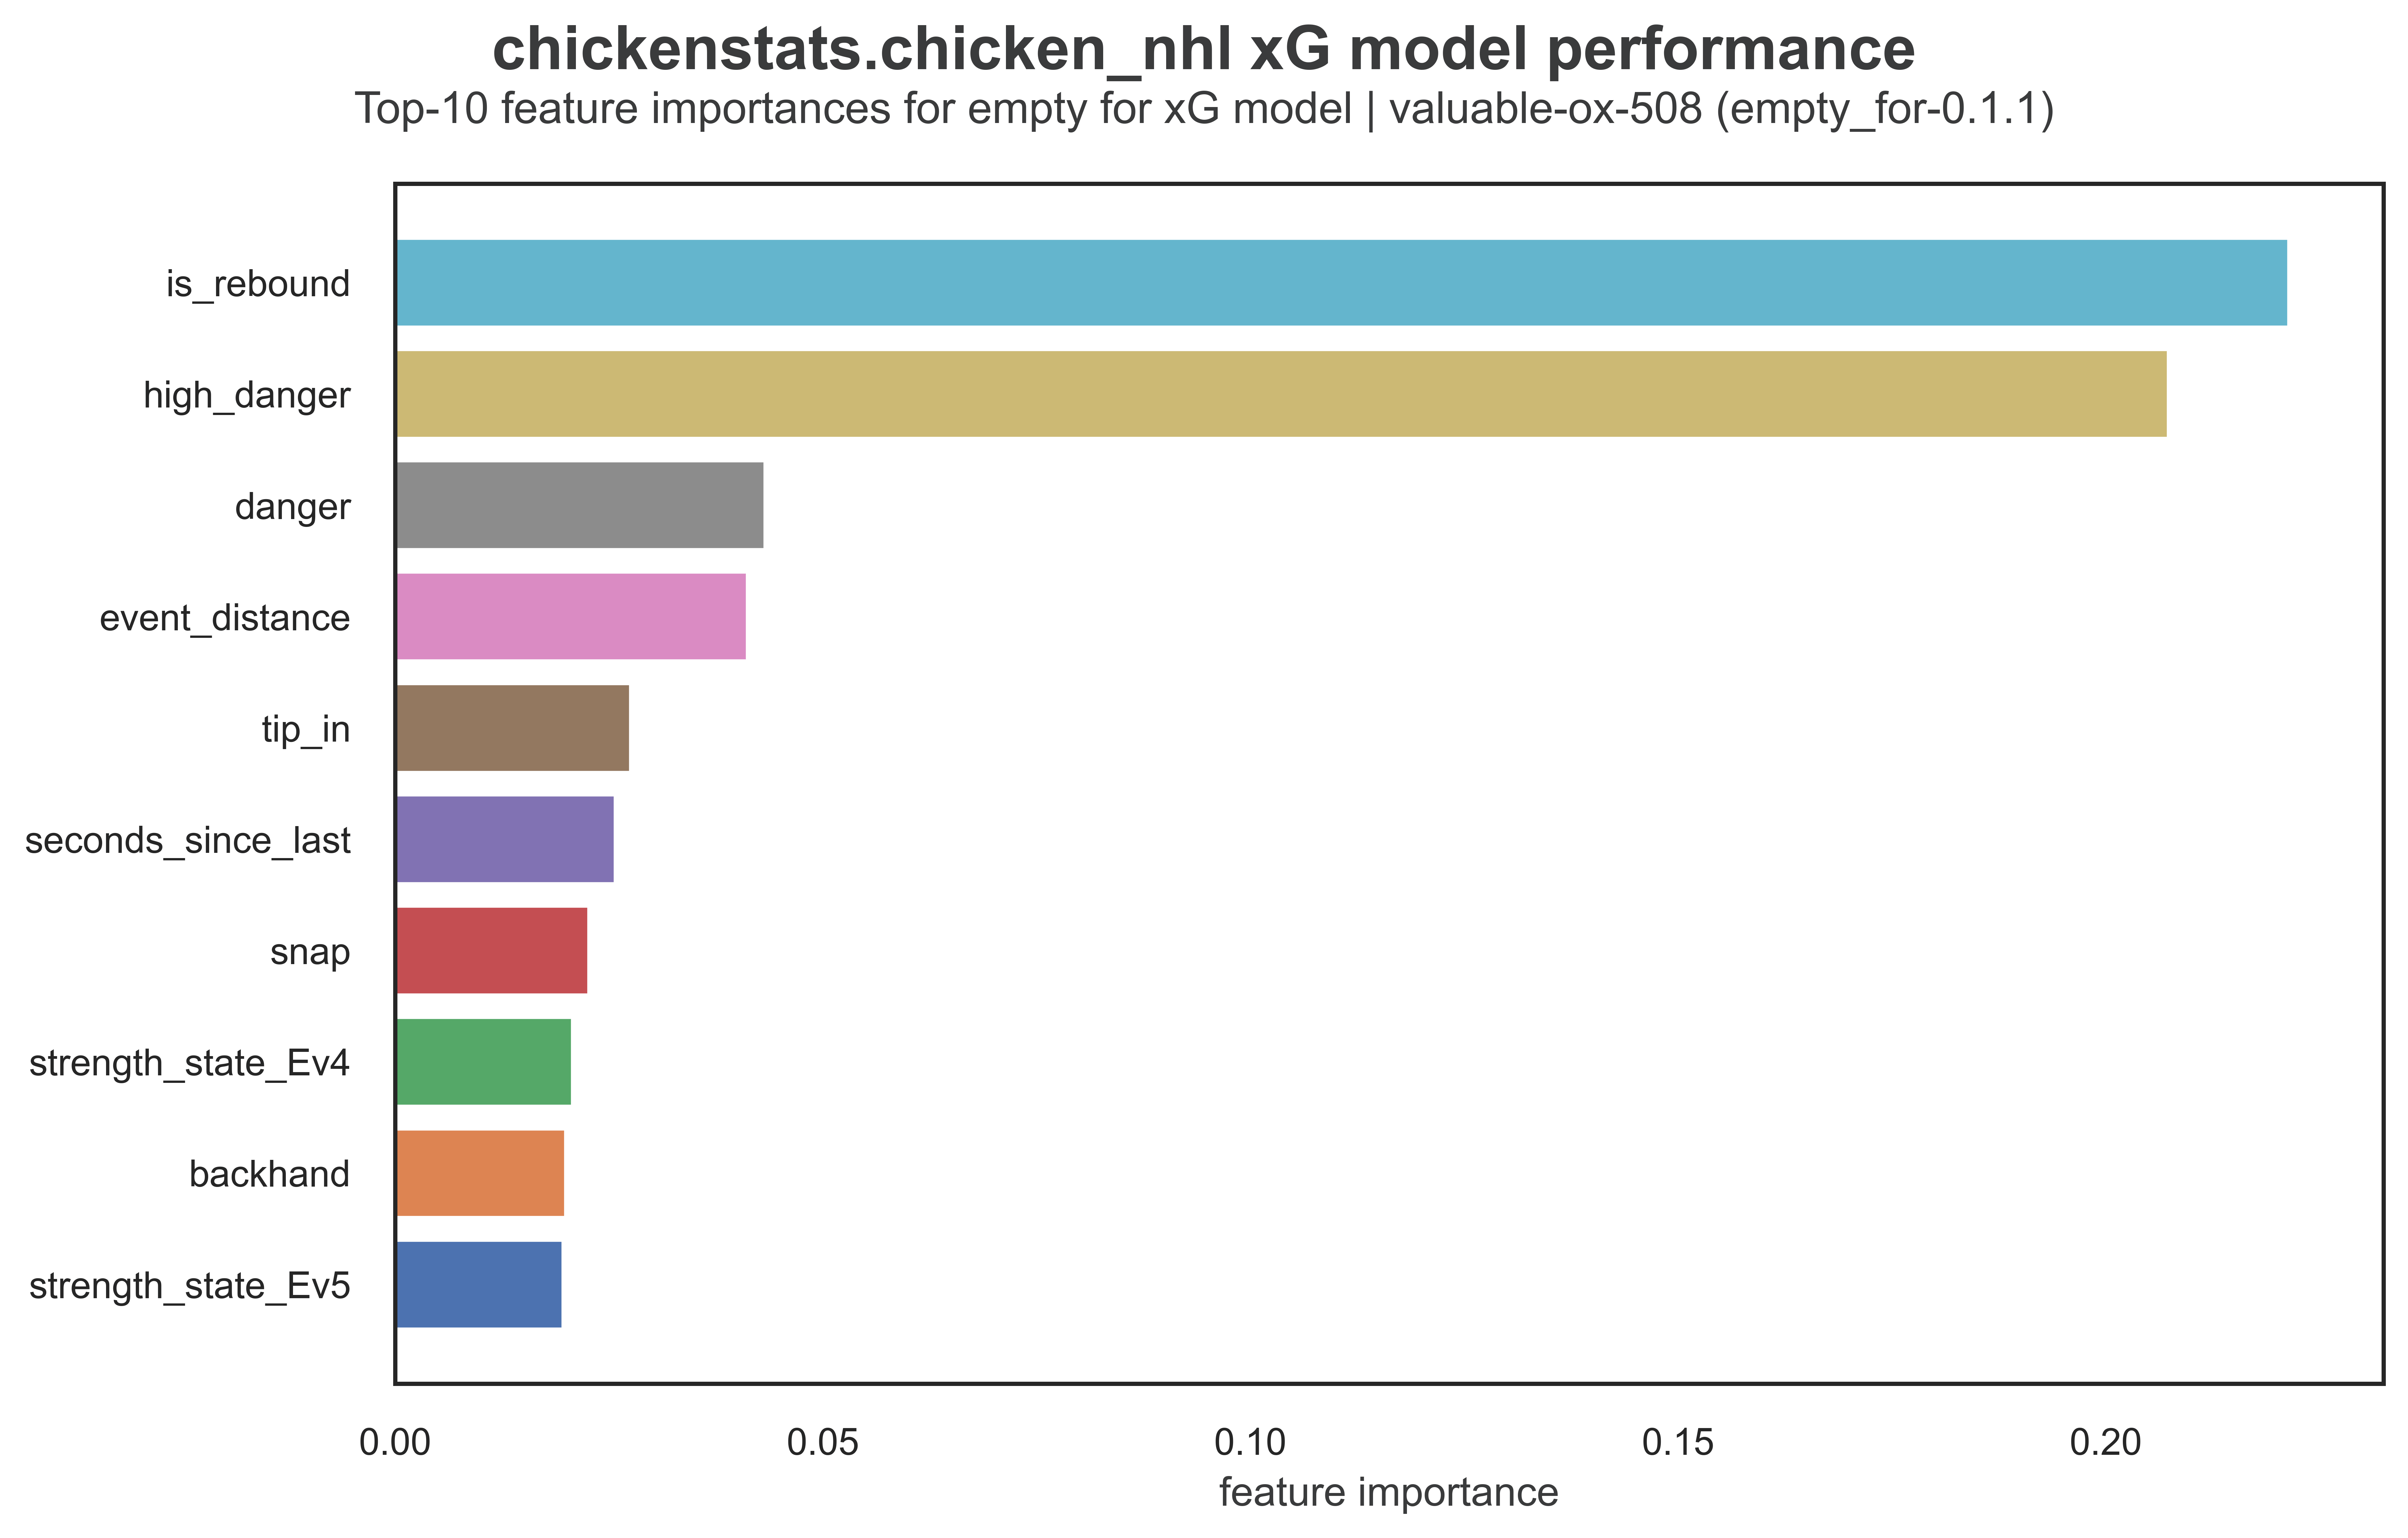 chickenstats.chicken_nhl xG model performance
Top-10 feature importances for empty for xG model | valuable-ox-508 (empty_for-0.1.1)
is_rebound
high_danger
danger
event_distance
tip_in
seconds_since_last
snap
strength_state_Ev4
backhand
strength_state_Ev5
0.00 0.05 0.10 0.15 0.20
feature importance